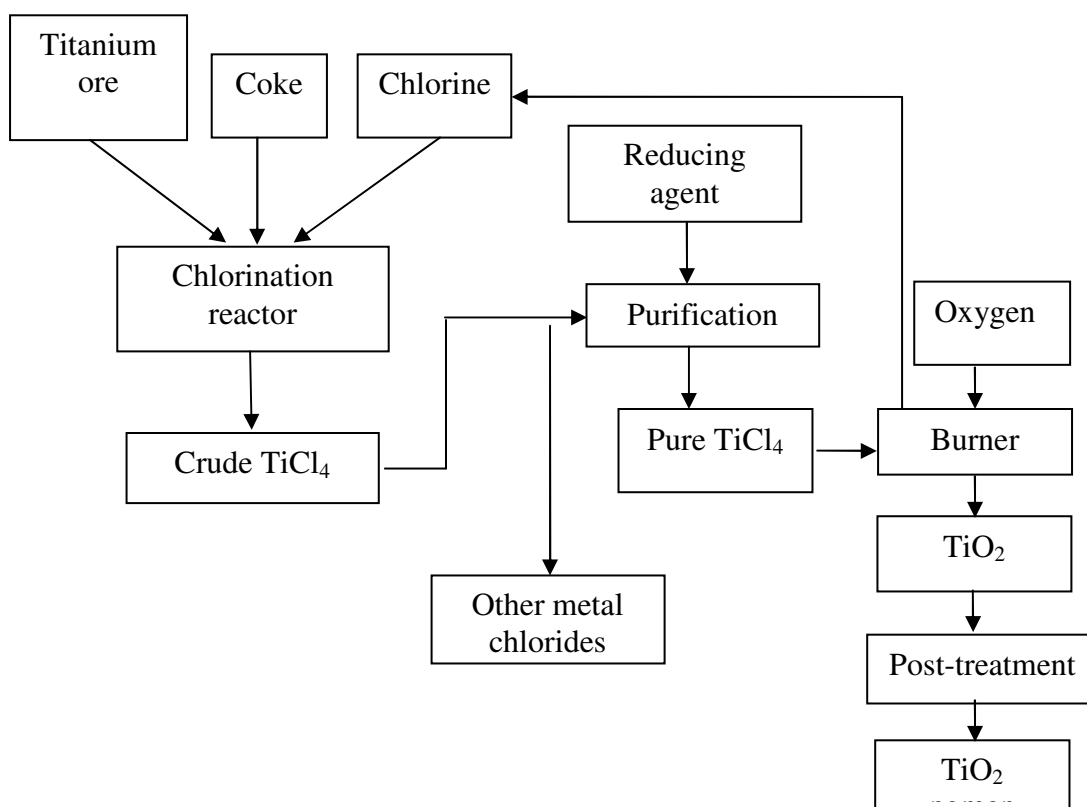 Titanium
ore
Coke
Chlorine
Reducing
agent
Chlorination
reactor
Purification
Oxygen
Crude TiCl₄
Pure TiCl₄
Burner
TiO₂
Other metal
chlorides
Post-treatment
TiO₂